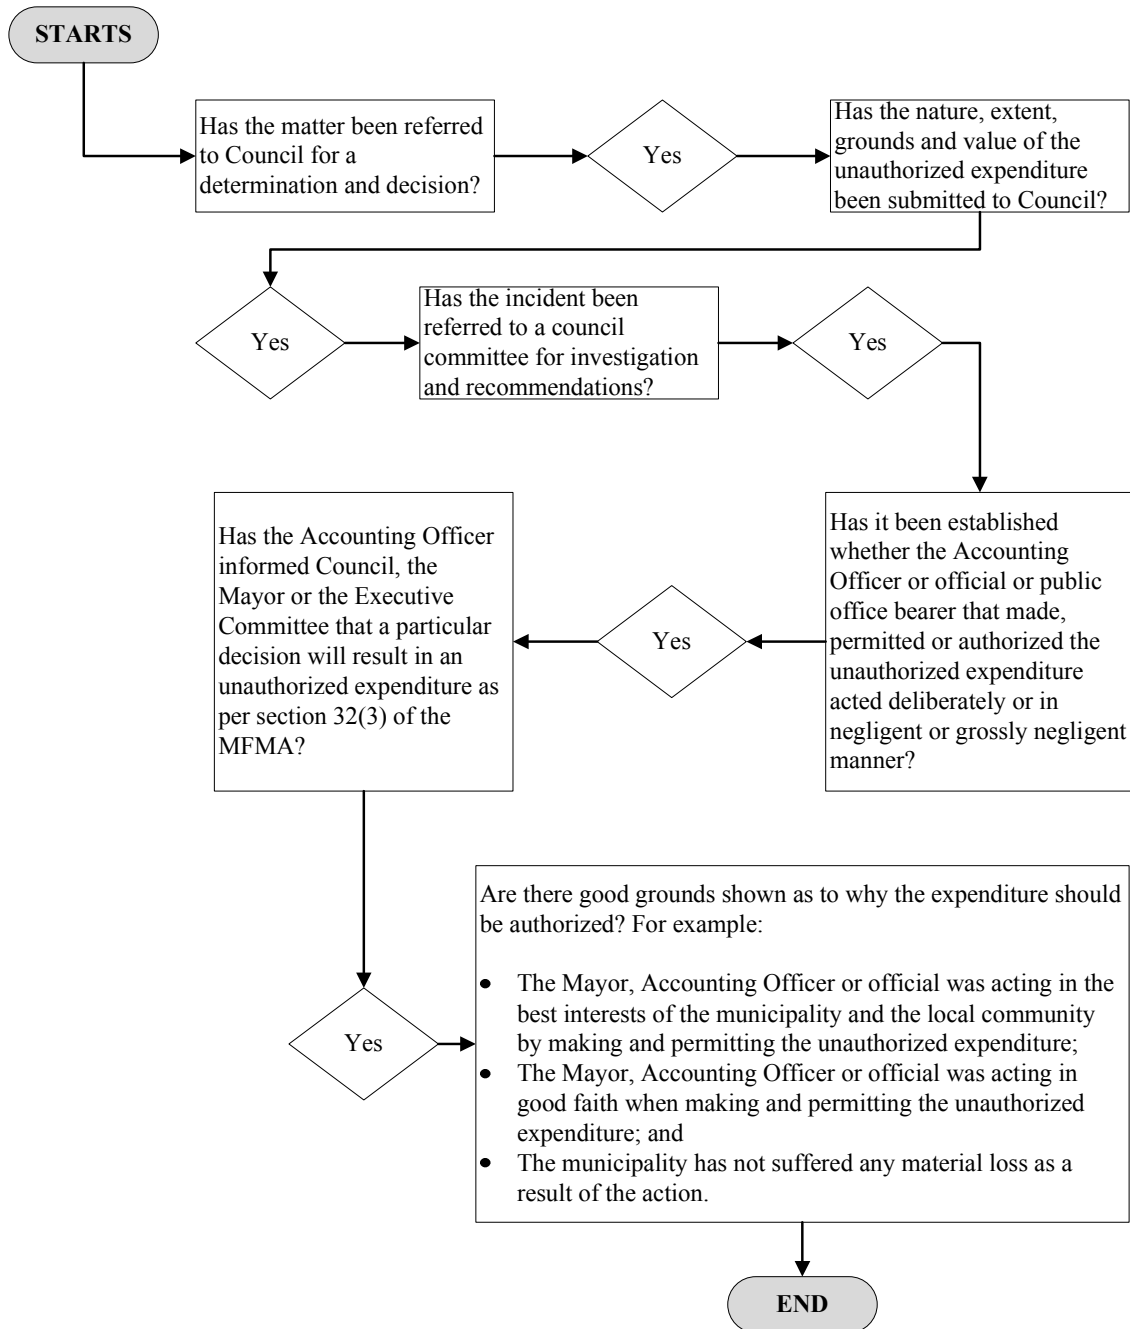 STARTS
Has the matter been referred
to Council for a
determination and decision?
Yes
Has the nature, extent,
grounds and value of the
unauthorized expenditure
been submitted to Council?
Yes
Has the incident been
referred to a council
committee for investigation
and recommendations?
Yes
Has it been established
whether the Accounting
Officer or official or public
office bearer that made,
permitted or authorized the
unauthorized expenditure
acted deliberately or in
negligent or grossly negligent
manner?
Yes
Has the Accounting Officer
informed Council, the
Mayor or the Executive
Committee that a particular
decision will result in an
unauthorized expenditure as
per section 32(3) of the
MFMA?
Yes
Are there good grounds shown as to why the expenditure should
be authorized? For example:
• The Mayor, Accounting Officer or official was acting in the
best interests of the municipality and the local community
by making and permitting the unauthorized expenditure;
• The Mayor, Accounting Officer or official was acting in
good faith when making and permitting the unauthorized
expenditure; and
• The municipality has not suffered any material loss as a
result of the action.
END